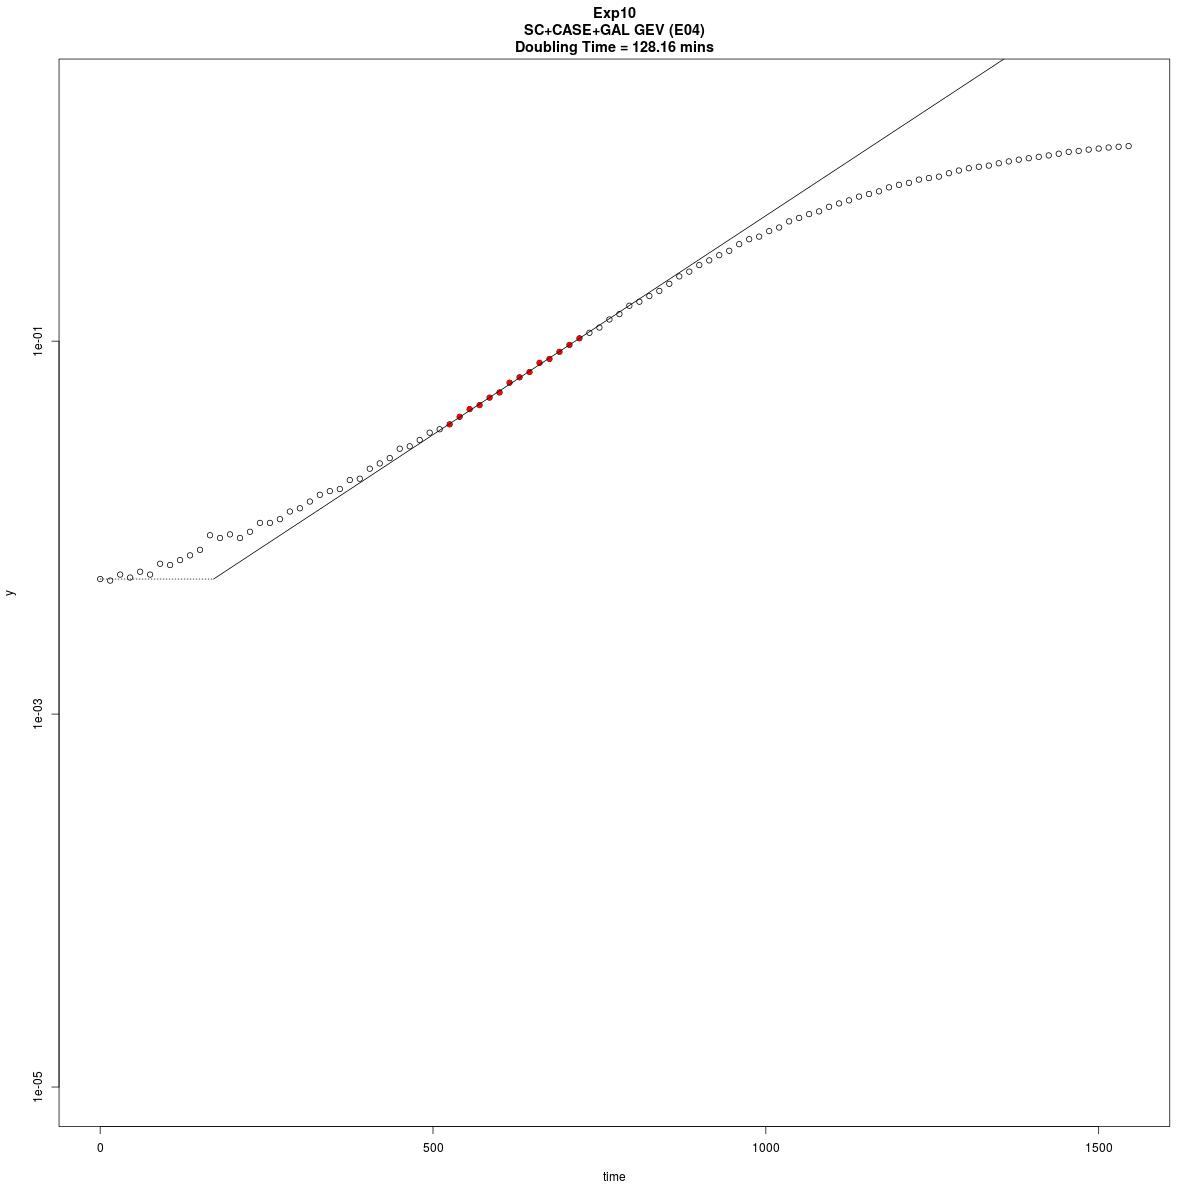 Exp10
SC+CASE+GAL GEV (E04)
Doubling Time = 128.16 mins
1e-01
1e-03
1e-05
y
0 500 1000 1500
time